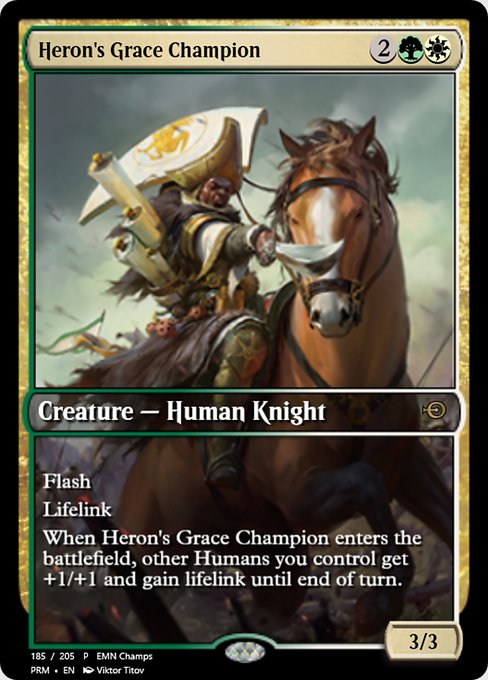 Heron's Grace Champion 2
Creature — Human Knight
Flash
Lifelink
When Heron's Grace Champion enters the
battlefield, other Humans you control get
+1/+1 and gain lifelink until end of turn.
3/3
185 / 205 P EMN Champs
PRM • EN Viktor Titov